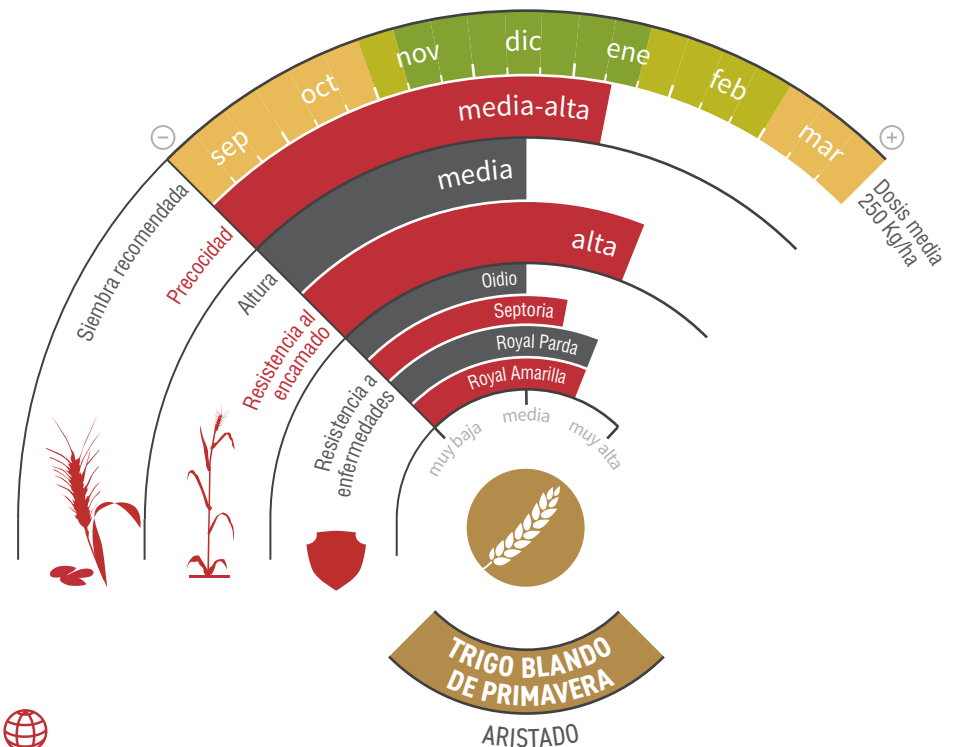 sep
oct
nov
dic
ene
feb
mar
−
+
Siembra recomendada
Dosis media
250 Kg/ha
Precocidad
media-alta
Altura
media
Resistencia al
encamado
alta
Resistencia a
enfermedades
Oidio
Septoria
Royal Parda
Royal Amarilla
muy baja
media
muy alta
TRIGO BLANDO
DE PRIMAVERA
ARISTADO